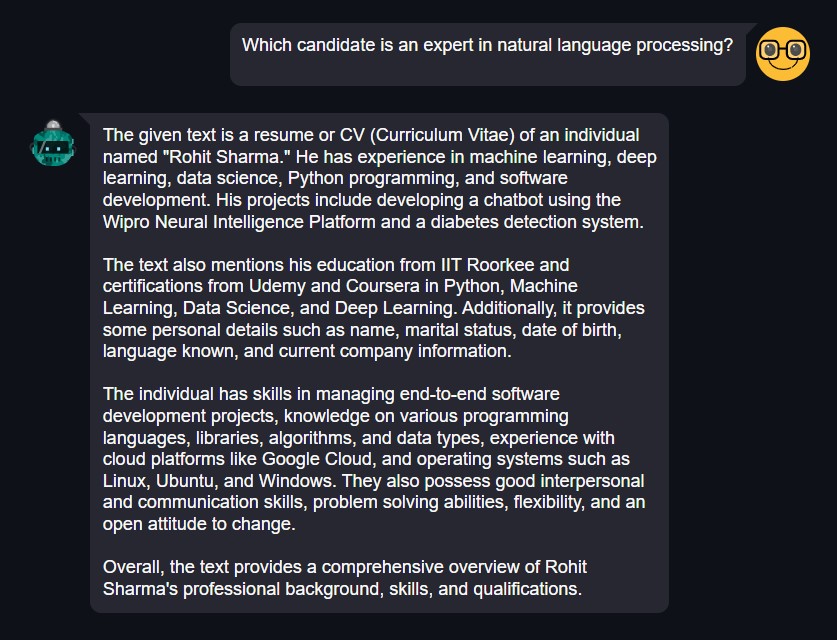 Which candidate is an expert in natural language processing?
The given text is a resume or CV (Curriculum Vitae) of an individual
named "Rohit Sharma." He has experience in machine learning, deep
learning, data science, Python programming, and software
development. His projects include developing a chatbot using the
Wipro Neural Intelligence Platform and a diabetes detection system.
The text also mentions his education from IIT Roorkee and
certifications from Udemy and Coursera in Python, Machine
Learning, Data Science, and Deep Learning. Additionally, it provides
some personal details such as name, marital status, date of birth,
language known, and current company information.
The individual has skills in managing end-to-end software
development projects, knowledge on various programming
languages, libraries, algorithms, and data types, experience with
cloud platforms like Google Cloud, and operating systems such as
Linux, Ubuntu, and Windows. They also possess good interpersonal
and communication skills, problem solving abilities, flexibility, and an
open attitude to change.
Overall, the text provides a comprehensive overview of Rohit
Sharma's professional background, skills, and qualifications.